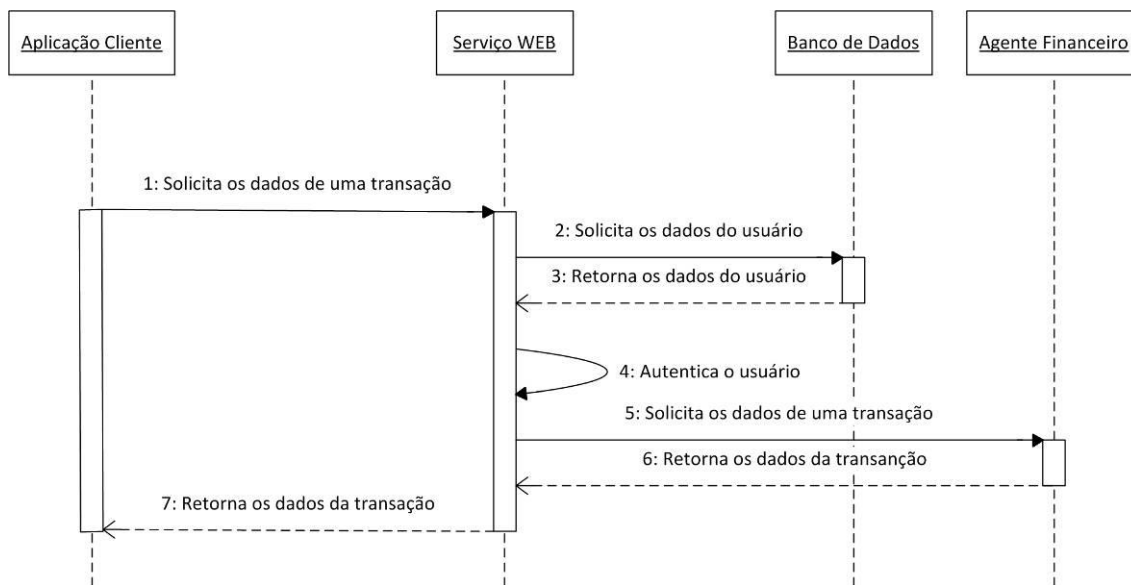 Aplicação Cliente
Serviço WEB
Banco de Dados
Agente Financeiro
1: Solicita os dados de uma transação
2: Solicita os dados do usuário
3: Retorna os dados do usuário
4: Autentica o usuário
5: Solicita os dados de uma transação
6: Retorna os dados da transanção
7: Retorna os dados da transação